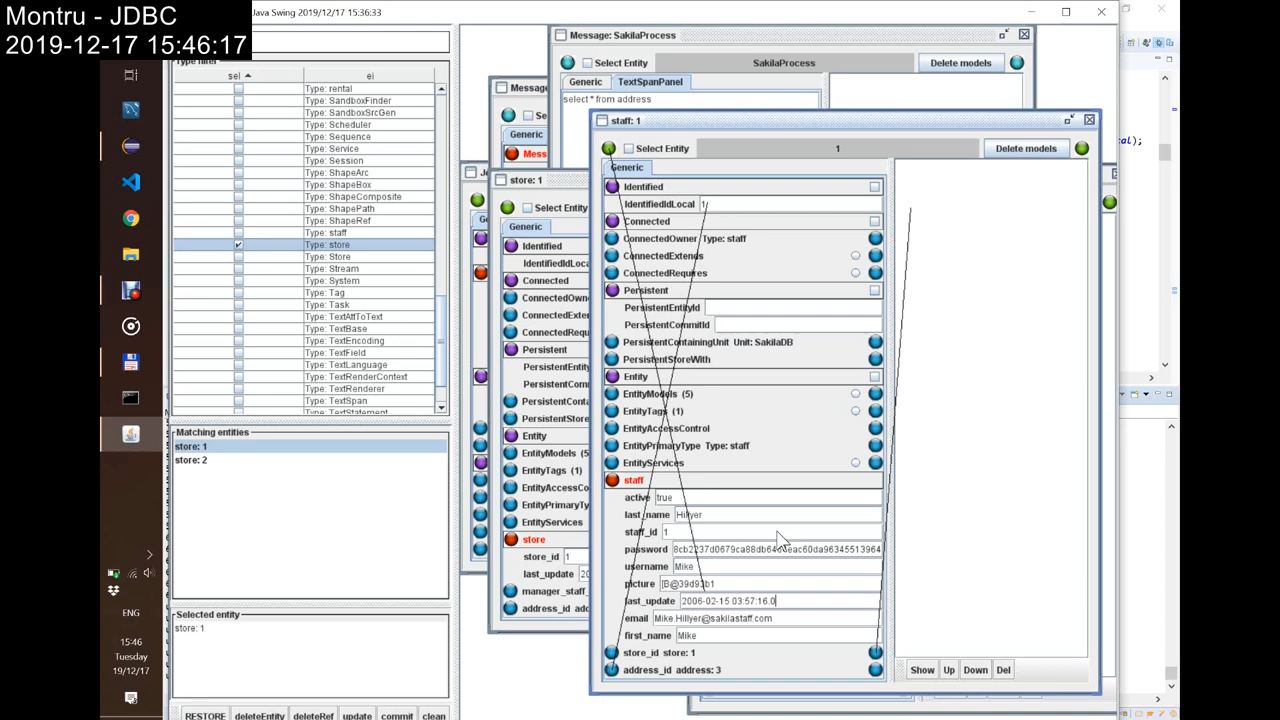 Montru - JDBC
2019-12-17 15:46:17
Java Swing 2019/12/17 15:36:33
Type filter
sel
ei
Type: rental
Type: SandboxFinder
Type: SandboxSrcGen
Type: Scheduler
Type: Sequence
Type: Service
Type: Session
Type: ShapeArc
Type: ShapeBox
Type: ShapeComposite
Type: ShapePath
Type: ShapeRef
Type: staff
Type: store
Type: Store
Type: Stream
Type: System
Type: Tag
Type: Task
Type: TextAttToText
Type: TextBase
Type: TextEncoding
Type: TextField
Type: TextLanguage
Type: TextRenderContext
Type: TextRenderer
Type: TextSpan
Type: TextStatement
Matching entities
store: 1
store: 2
Selected entity
store: 1
RESTORE deleteEntity deleteRef update commit clean
ENG
15:46
Tuesday
19/12/17
Message: SakilaProcess
Select Entity
SakilaProcess
Delete models
Generic
TextSpanPanel
select * from address
Generic
store: 1
Select Entity
Generic
Identified
Connected
Persistent
Entity
EntityTags (1)
EntityServices
store
store_id 1
staff: 1
Select Entity
1
Delete models
Generic
Identified
IdentifiedIdLocal 1
Connected
ConnectedOwner Type: staff
ConnectedExtends
ConnectedRequires
Persistent
PersistentEntityId
PersistentCommitId
PersistentContainingUnit Unit: SakilaDB
PersistentStoreWith
Entity
EntityModels (5)
EntityTags (1)
EntityAccessControl
EntityPrimaryType Type: staff
EntityServices
staff
active true
last_name Hillyer
staff_id 1
password
username Mike
picture
last_update 2006-02-15 03:57:16.0
email Mike.Hillyer@sakilastaff.com
first_name Mike
store_id store: 1
address_id address: 3
Show Up Down Del